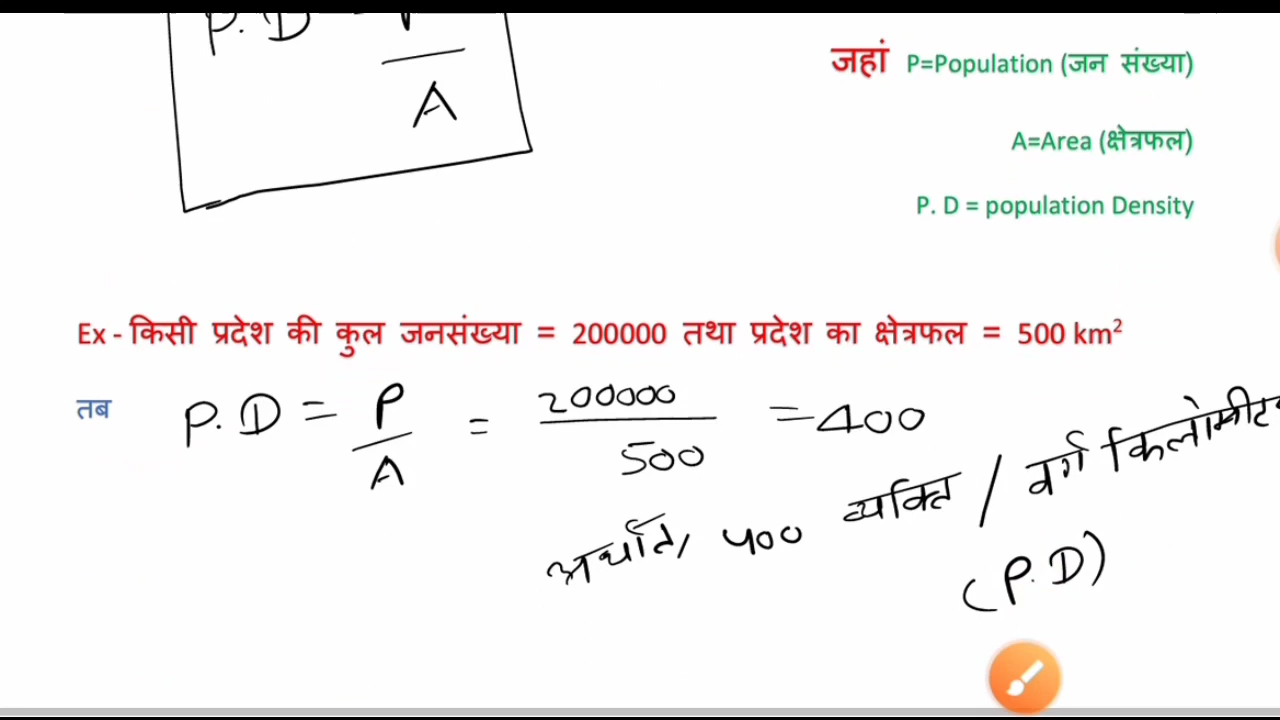 P.D = P
A
जहां P=Population (जन संख्या)
A=Area (क्षेत्रफल)
P. D = population Density
Ex - किसी प्रदेश की कुल जनसंख्या = 200000 तथा प्रदेश का क्षेत्रफल = 500 km²
तब P.D = P/A = 200000/500 = 400
अर्थात, 400 व्यक्ति / वर्ग किलोमीटर
(P.D)